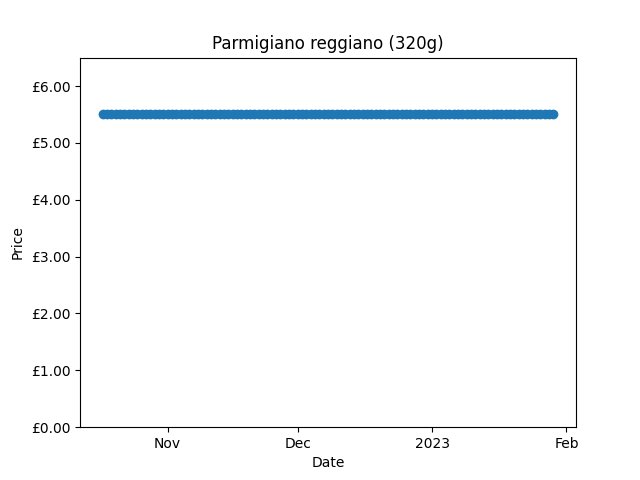 Parmigiano reggiano (320g)
£6.00
£5.00
£4.00
£3.00
£2.00
£1.00
£0.00
Price
Nov Dec 2023 Feb
Date